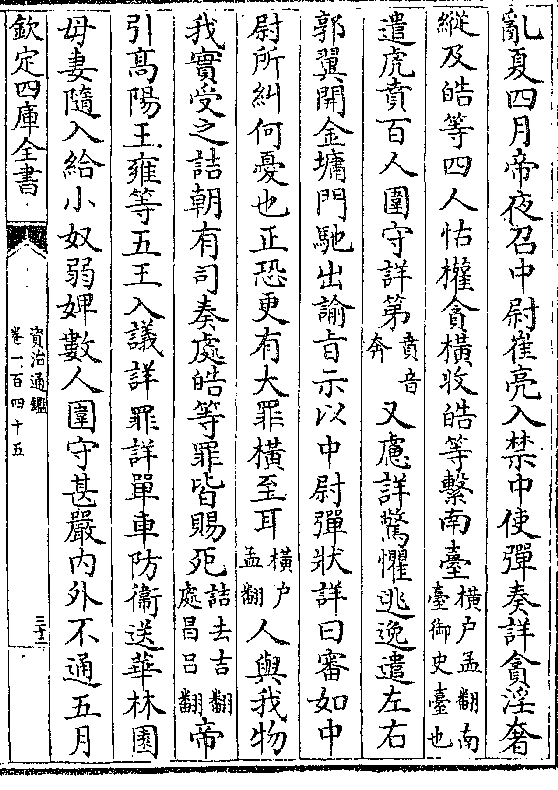 亂夏四月帝夜召中尉崔亮入禁中使彈奏詳貪淫奢
縱及皓等四人怙權貪橫收皓等繫南臺橫户孟翻南臺御史臺也
遣虎賁百人圍守詳第賁音奔又慮詳驚懼逃逸遣左右
郭翼開金墉門馳出諭旨示以中尉彈狀詳曰審如中
尉所糾何憂也正恐更有大罪橫至耳橫户孟翻人與我物
我實受之詰朝有司奏處皓等罪皆賜死詰去吉翻處昌吕翻帝
引髙陽王雍等五王入議詳罪詳單車防衞送華林園
母妻隨入給小奴弱婢數人圍守甚嚴內外不通五月
欽定四庫全書
資治通鑑
卷一百四十五
三十二